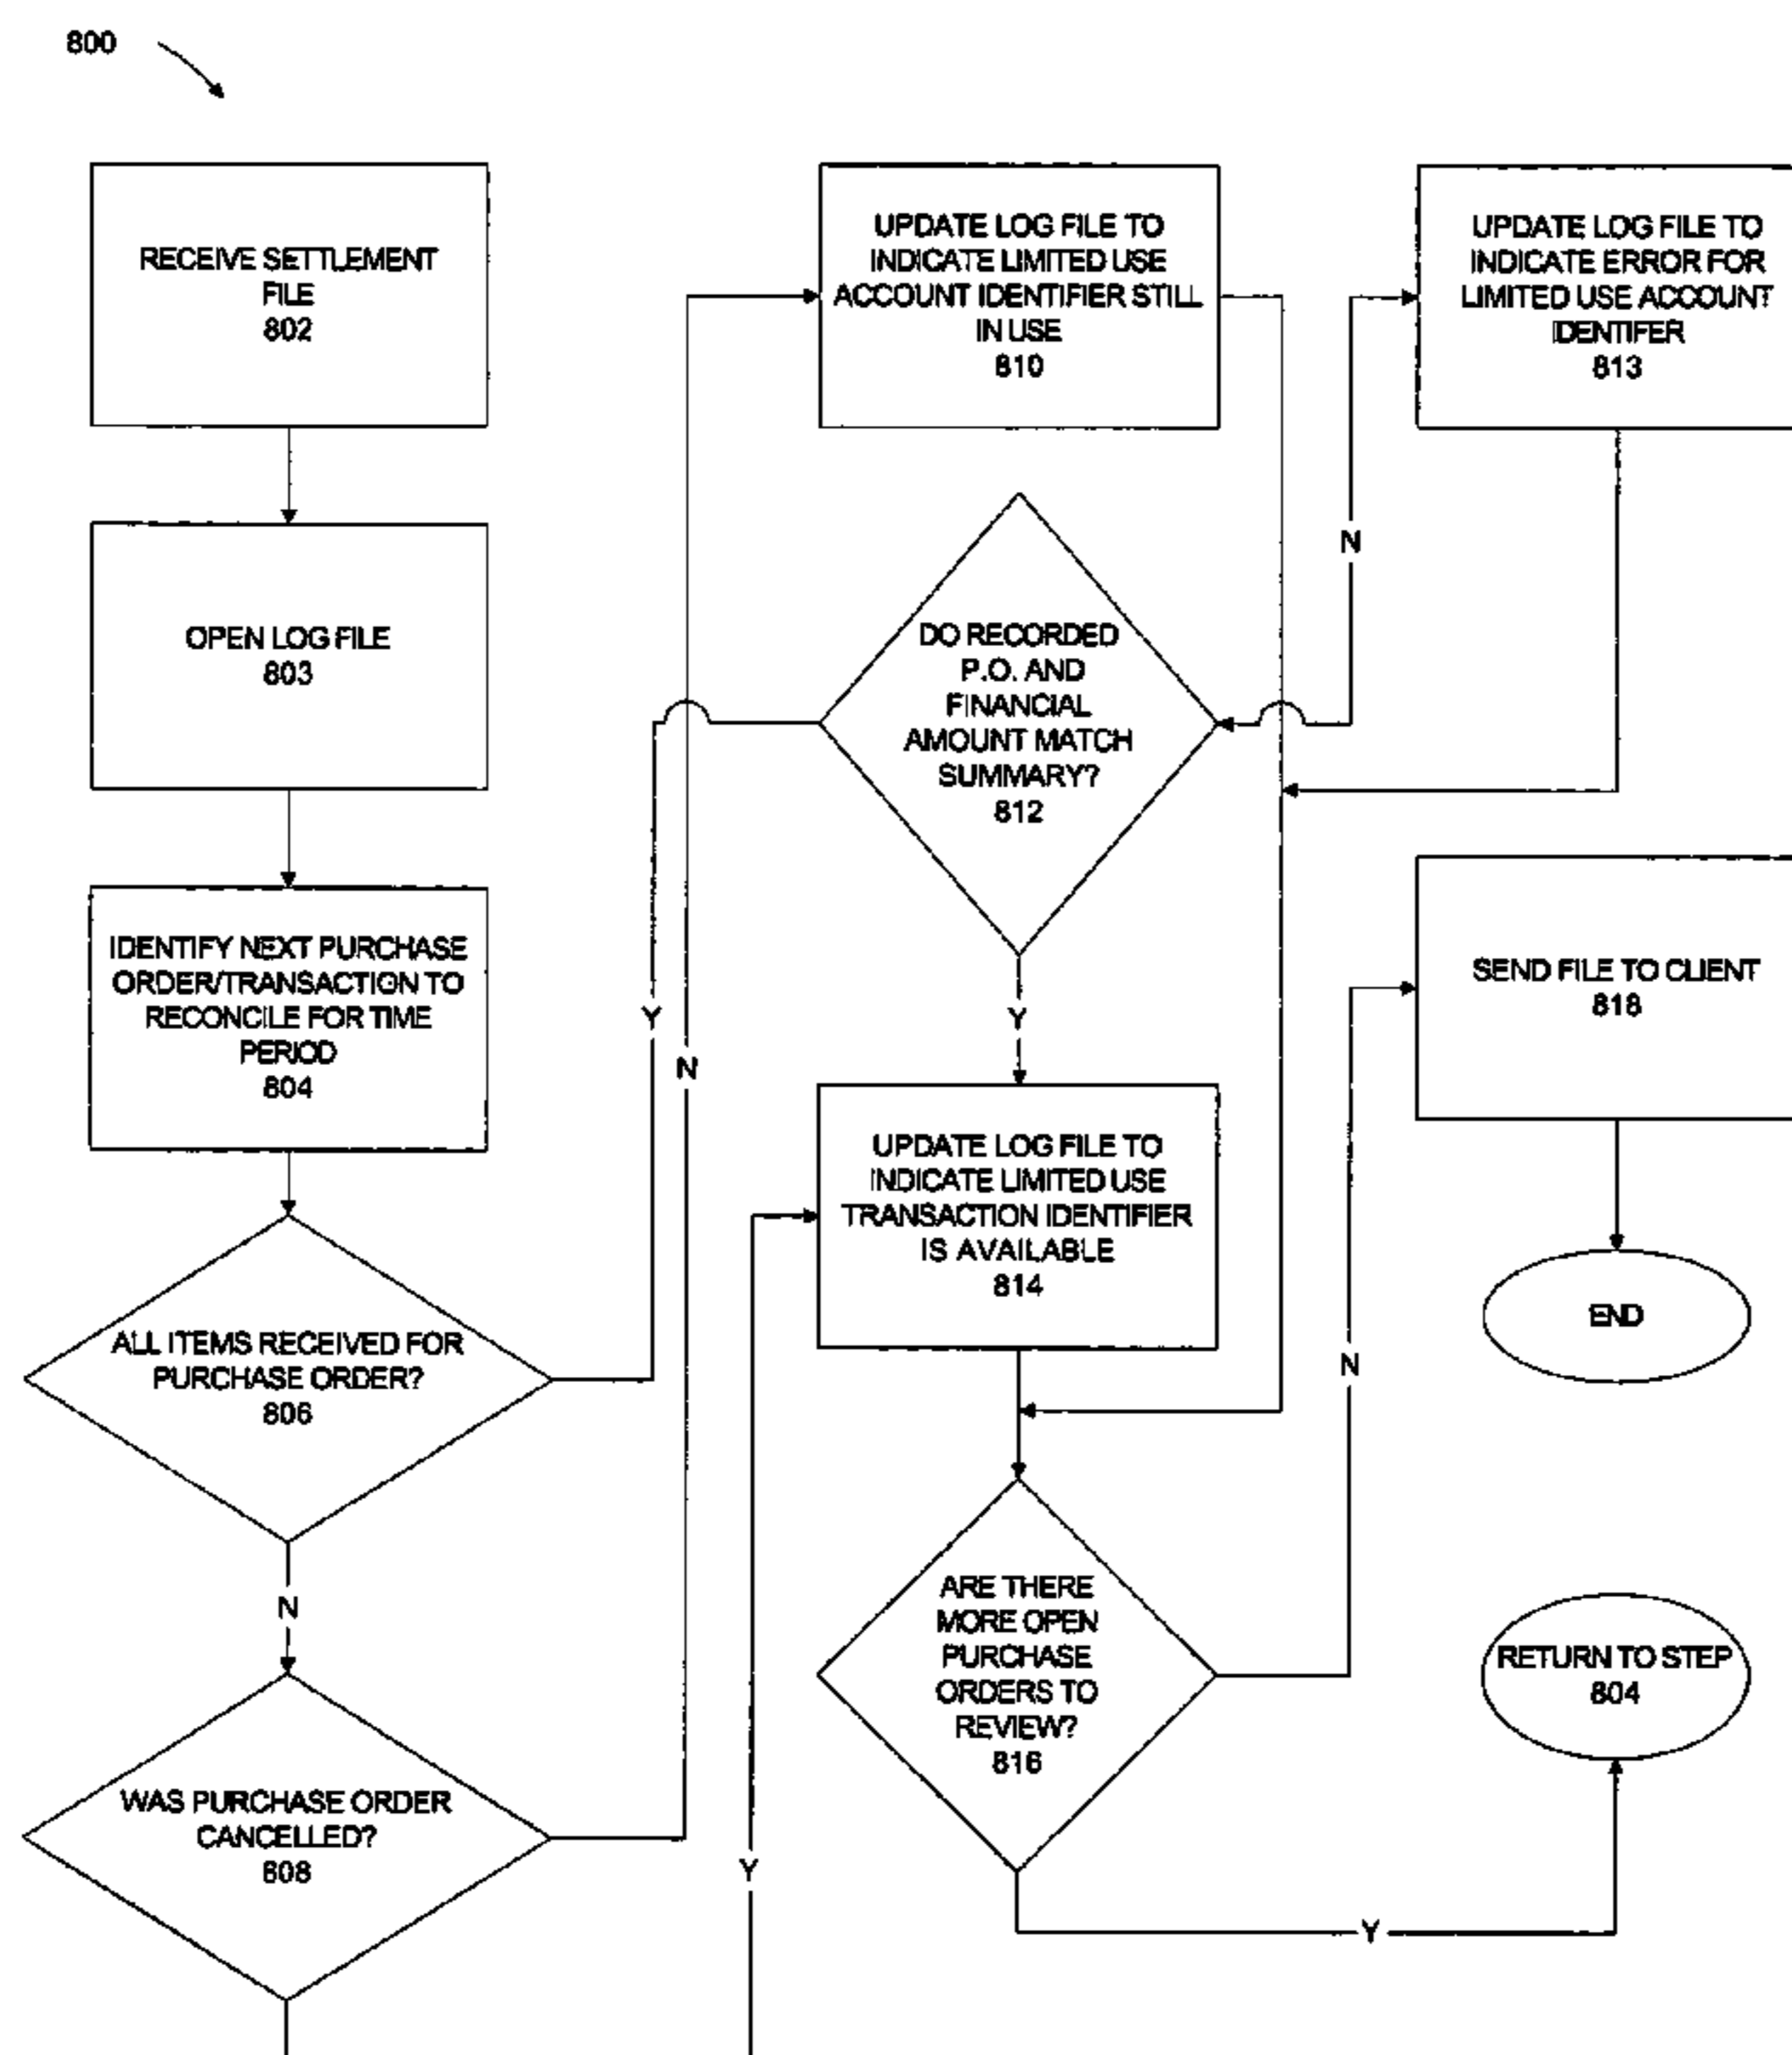 800
RECEIVE SETTLEMENT
FILE
802
OPEN LOG FILE
803
IDENTIFY NEXT PURCHASE
ORDER/TRANSACTION TO
RECONCILE FOR TIME
PERIOD
804
ALL ITEMS RECEIVED FOR
PURCHASE ORDER?
806
N
WAS PURCHASE ORDER
CANCELLED?
808
Y
N
Y
UPDATE LOG FILE TO
INDICATE LIMITED USE
ACCOUNT IDENTIFIER STILL
IN USE
810
DO RECORDED
P.O. AND
FINANCIAL
AMOUNT MATCH
SUMMARY?
812
Y
UPDATE LOG FILE TO
INDICATE LIMITED USE
TRANSACTION IDENTIFIER
IS AVAILABLE
814
ARE THERE
MORE OPEN
PURCHASE
ORDERS TO
REVIEW?
816
N
N
Y
UPDATE LOG FILE TO
INDICATE ERROR FOR
LIMITED USE ACCOUNT
IDENTIFER
813
SEND FILE TO CLIENT
818
END
RETURN TO STEP
804